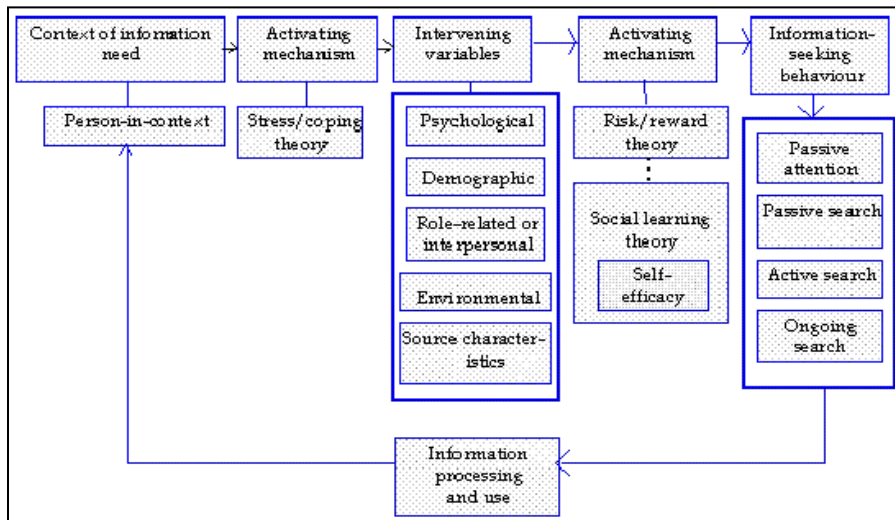 Context of information
need
Activating
mechanism
Intervening
variables
Activating
mechanism
Information-
seeking
behaviour
Person-in-context
Stress/coping
theory
Psychological
Demographic
Role-related or
interpersonal
Environmental
Source character-
istics
Risk/reward
theory
Social learning
theory
Self-
efficacy
Passive
attention
Passive search
Active search
Ongoing
search
Information
processing
and use